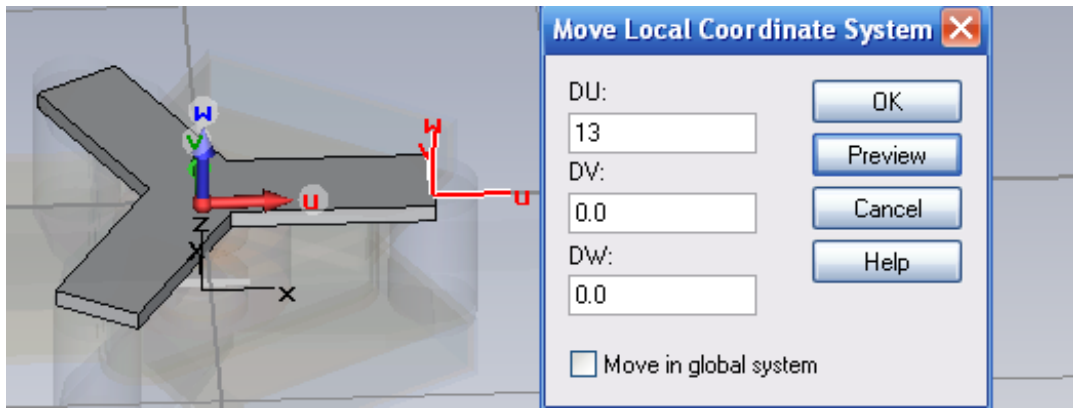 Move Local Coordinate System
DU:
OK
13
Preview
DV:
0.0
Cancel
DW:
Help
0.0
Move in global system
w
w
v
v
u
u
z
y
x